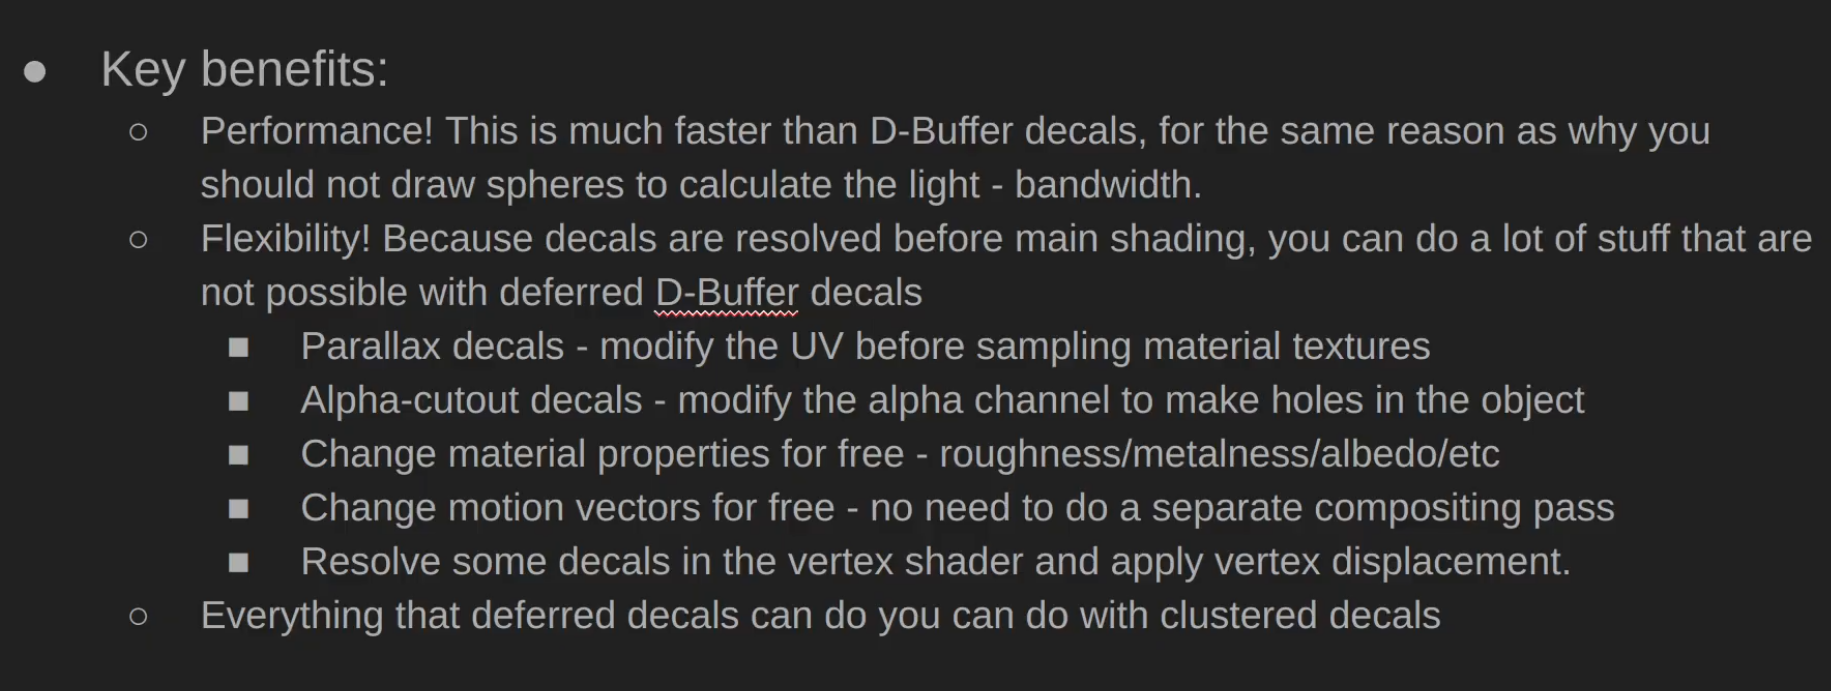 ● Key benefits:
○ Performance! This is much faster than D-Buffer decals, for the same reason as why you
should not draw spheres to calculate the light - bandwidth.
○ Flexibility! Because decals are resolved before main shading, you can do a lot of stuff that are
not possible with deferred D-Buffer decals
■ Parallax decals - modify the UV before sampling material textures
■ Alpha-cutout decals - modify the alpha channel to make holes in the object
■ Change material properties for free - roughness/metalness/albedo/etc
■ Change motion vectors for free - no need to do a separate compositing pass
■ Resolve some decals in the vertex shader and apply vertex displacement.
○ Everything that deferred decals can do you can do with clustered decals